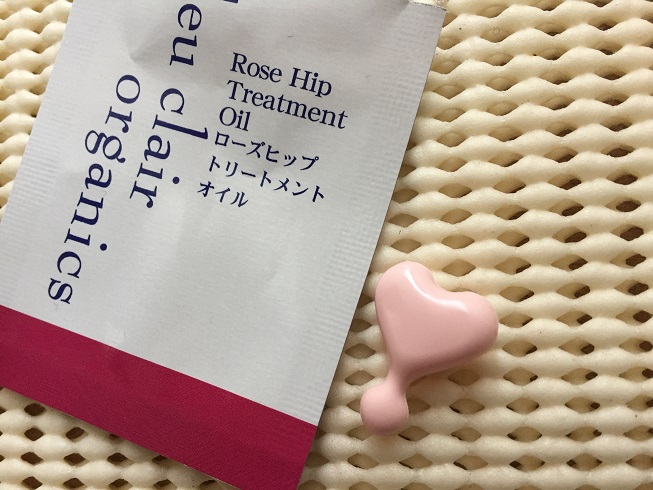 leu clair
organics
Rose Hip
Treatment
Oil
ローズヒップ
トリートメント
オイル